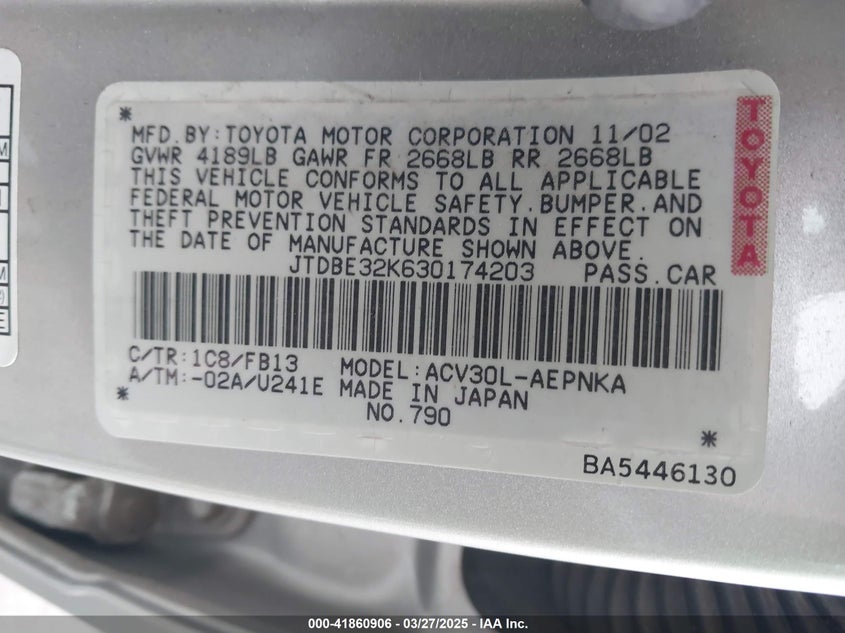 *
MFD.BY:TOYOTA MOTOR CORPORATION 11/02
GVWR 4189LB GAWR FR 2668LB RR 2668LB
THIS VEHICLE CONFORMS TO ALL APPLICABLE
FEDERAL MOTOR VEHICLE SAFETY.BUMPER.AND
THEFT PREVENTION STANDARDS IN EFFECT ON
THE DATE OF MANUFACTURE SHOWN ABOVE.
JTDBE32K630174203 PASS.CAR
C/TR:1C8/FB13 MODEL:ACV30L-AEPNKA
A/TM:-02A/U241E MADE IN JAPAN
NO.790
*
BA5446130
TOYOTA
M
M
E
000-41860906 - 03/27/2025 - IAA Inc.